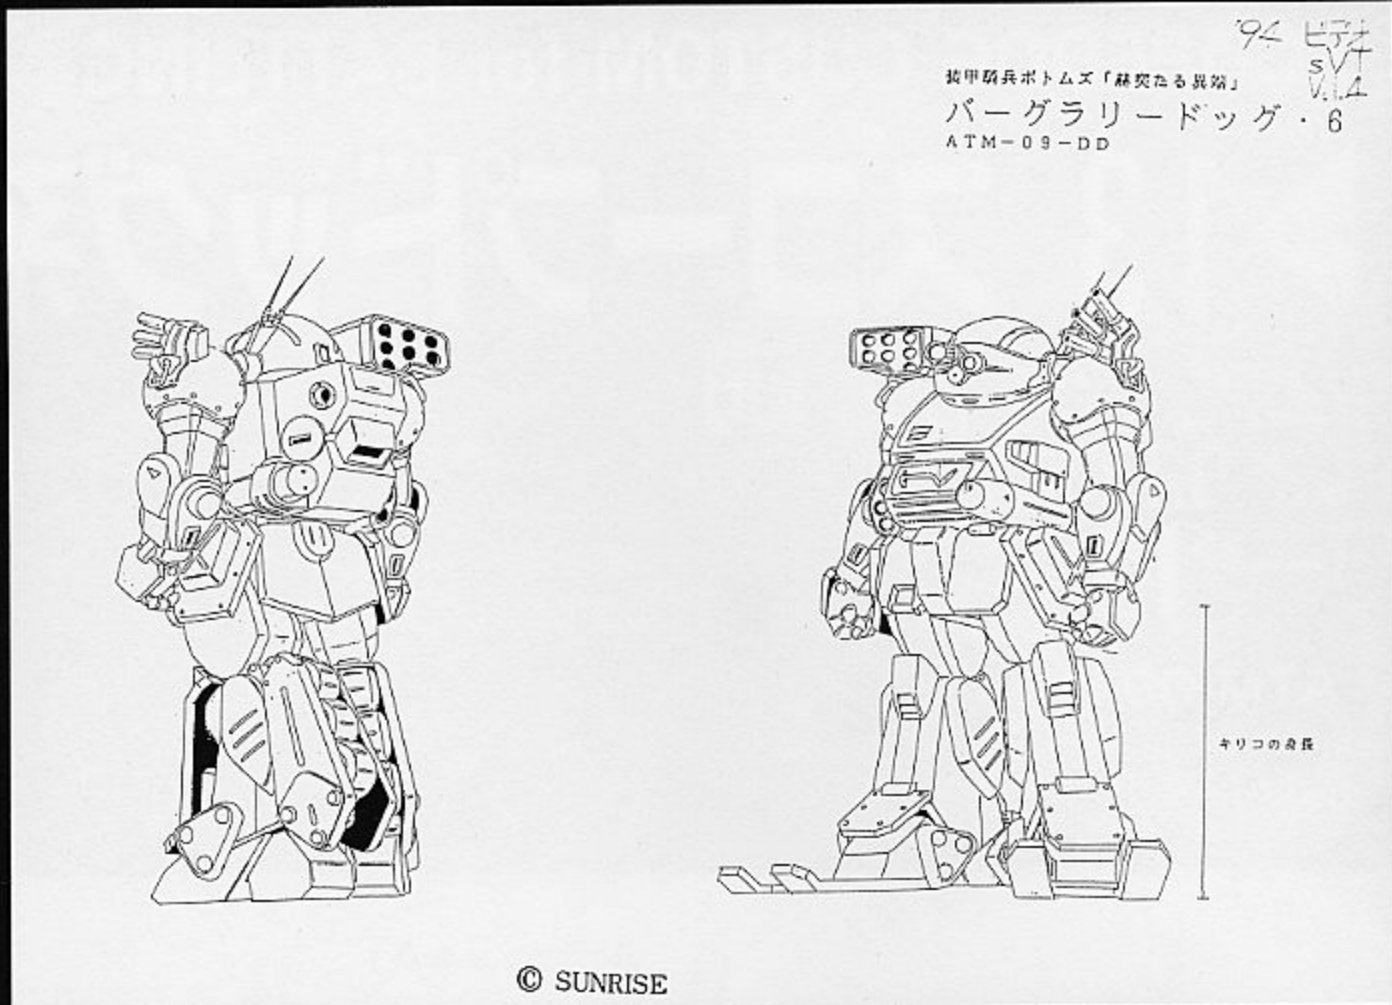 '94 ビデオ
sVT
V.1.4
装甲騎兵ボトムズ「赫奕たる異端」
バーグラリードッグ・6
ATM-09-DD
キリコの身長
© SUNRISE